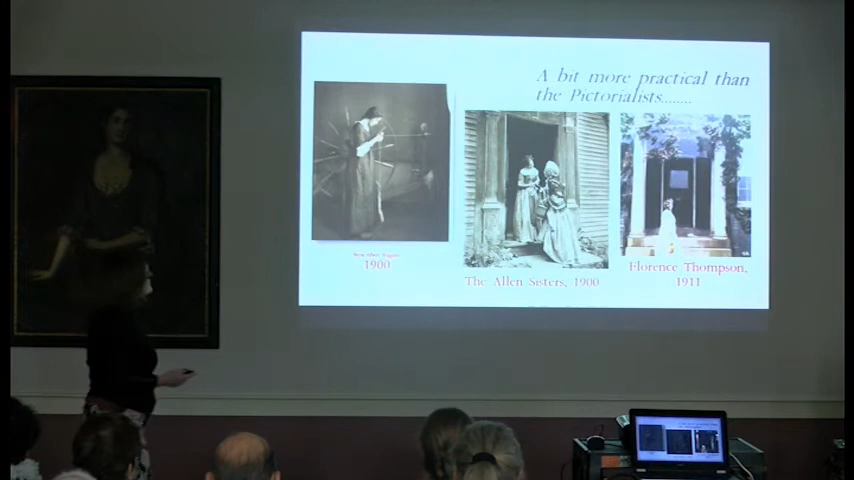 A bit more practical than
the Pictorialists........
1900
The Allen Sisters, 1900
Florence Thompson,
1911